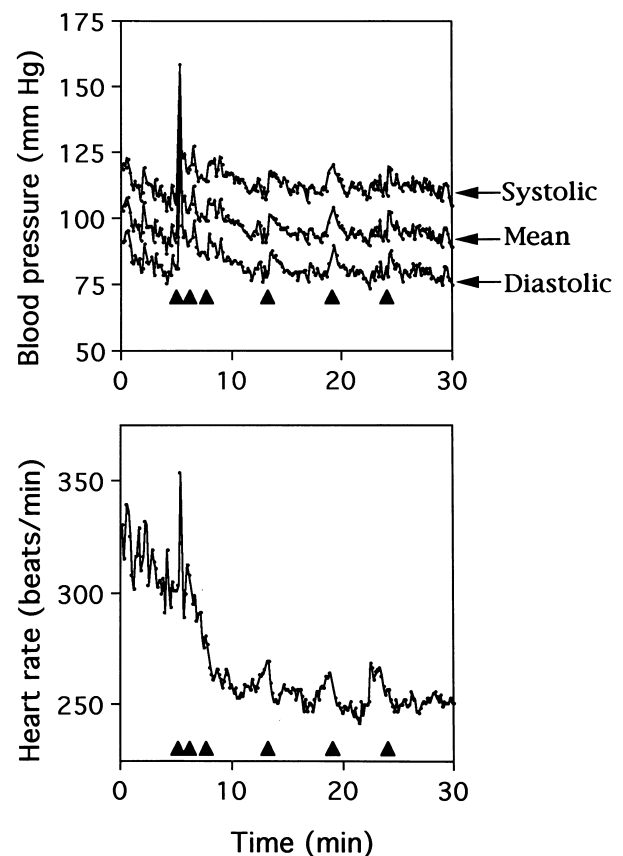 Blood pressure (mm Hg)
175
150
125
100
75
50
0 10 20 30
Systolic
Mean
Diastolic
Heart rate (beats/min)
350
300
250
0 10 20 30
Time (min)